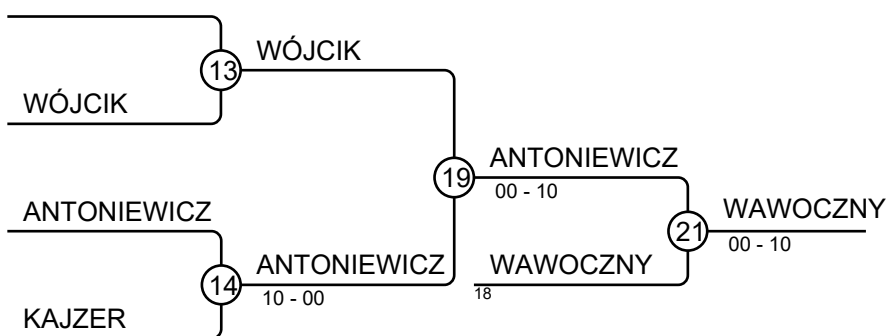 WÓJCIK
13
WÓJCIK
ANTONIEWICZ
19
00 - 10
WAWOCZNY
21
00 - 10
ANTONIEWICZ
ANTONIEWICZ
14
10 - 00
WAWOCZNY
18
KAJZER